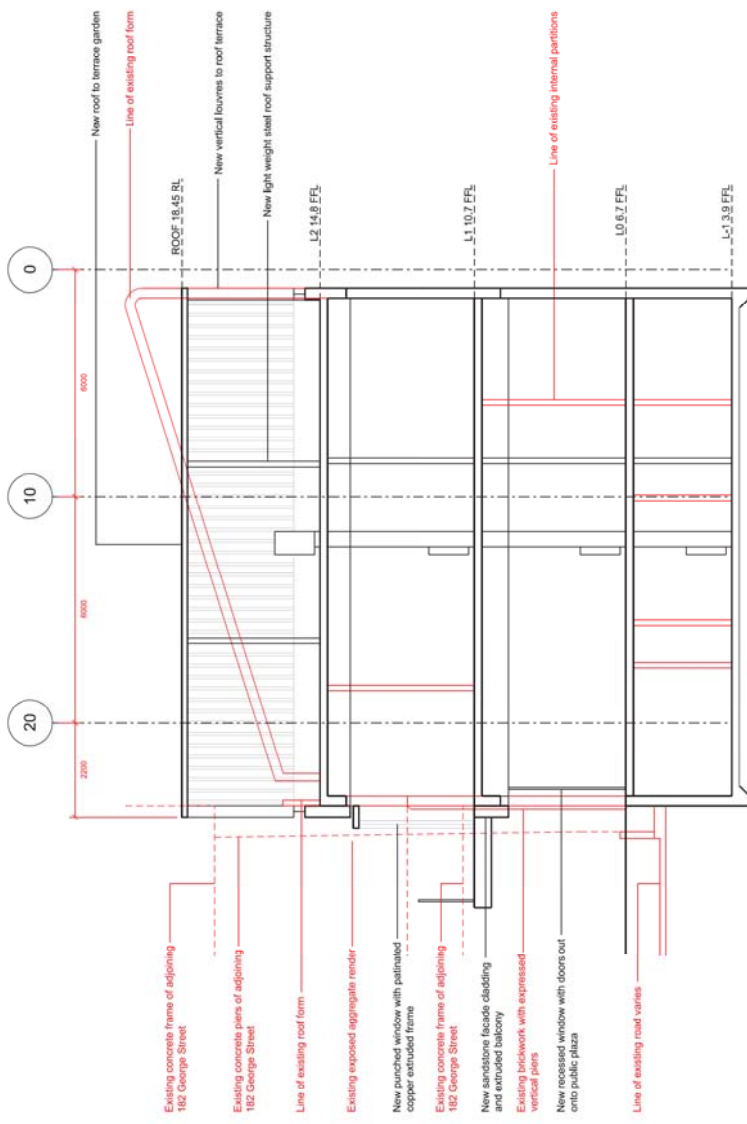 New roof to terrace garden
Line of existing roof form
New vertical louvres to roof terrace
New light weight steel roof support structure
Line of existing internal partitions
ROOF 18.45 RL
L2 14.8 FFL
L1 10.7 FFL
L0 6.7 FFL
L-1 3.9 FFL
0
10
20
6000
6000
2200
Existing concrete frame of adjoining
182 George Street
Existing concrete piers of adjoining
182 George Street
Line of existing roof form
Existing exposed aggregate render
New punched window with patinated
copper extruded frame
Existing concrete frame of adjoining
182 George Street
New sandstone facade cladding
and extruded balcony
Existing brickwork with expressed
vertical piers
New recessed window with doors out
onto public plaza
Line of existing road varies